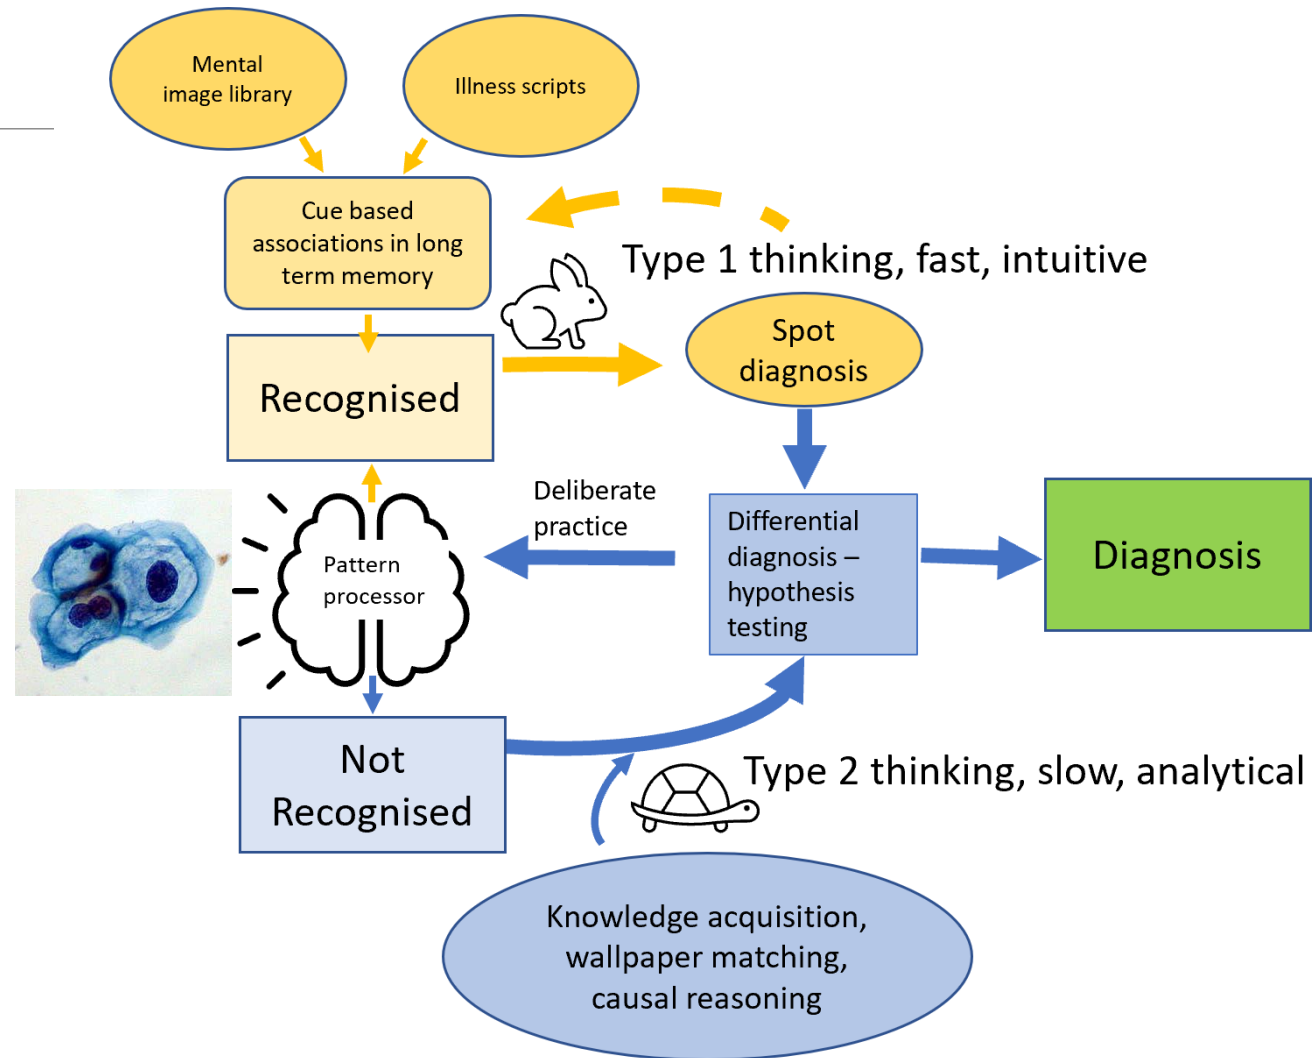 Mental
image library
Illness scripts
Cue based
associations in long
term memory
Type 1 thinking, fast, intuitive
Spot
diagnosis
Recognised
Deliberate
practice
Differential
diagnosis –
hypothesis
testing
Diagnosis
Pattern
processor
Not
Recognised
Type 2 thinking, slow, analytical
Knowledge acquisition,
wallpaper matching,
causal reasoning